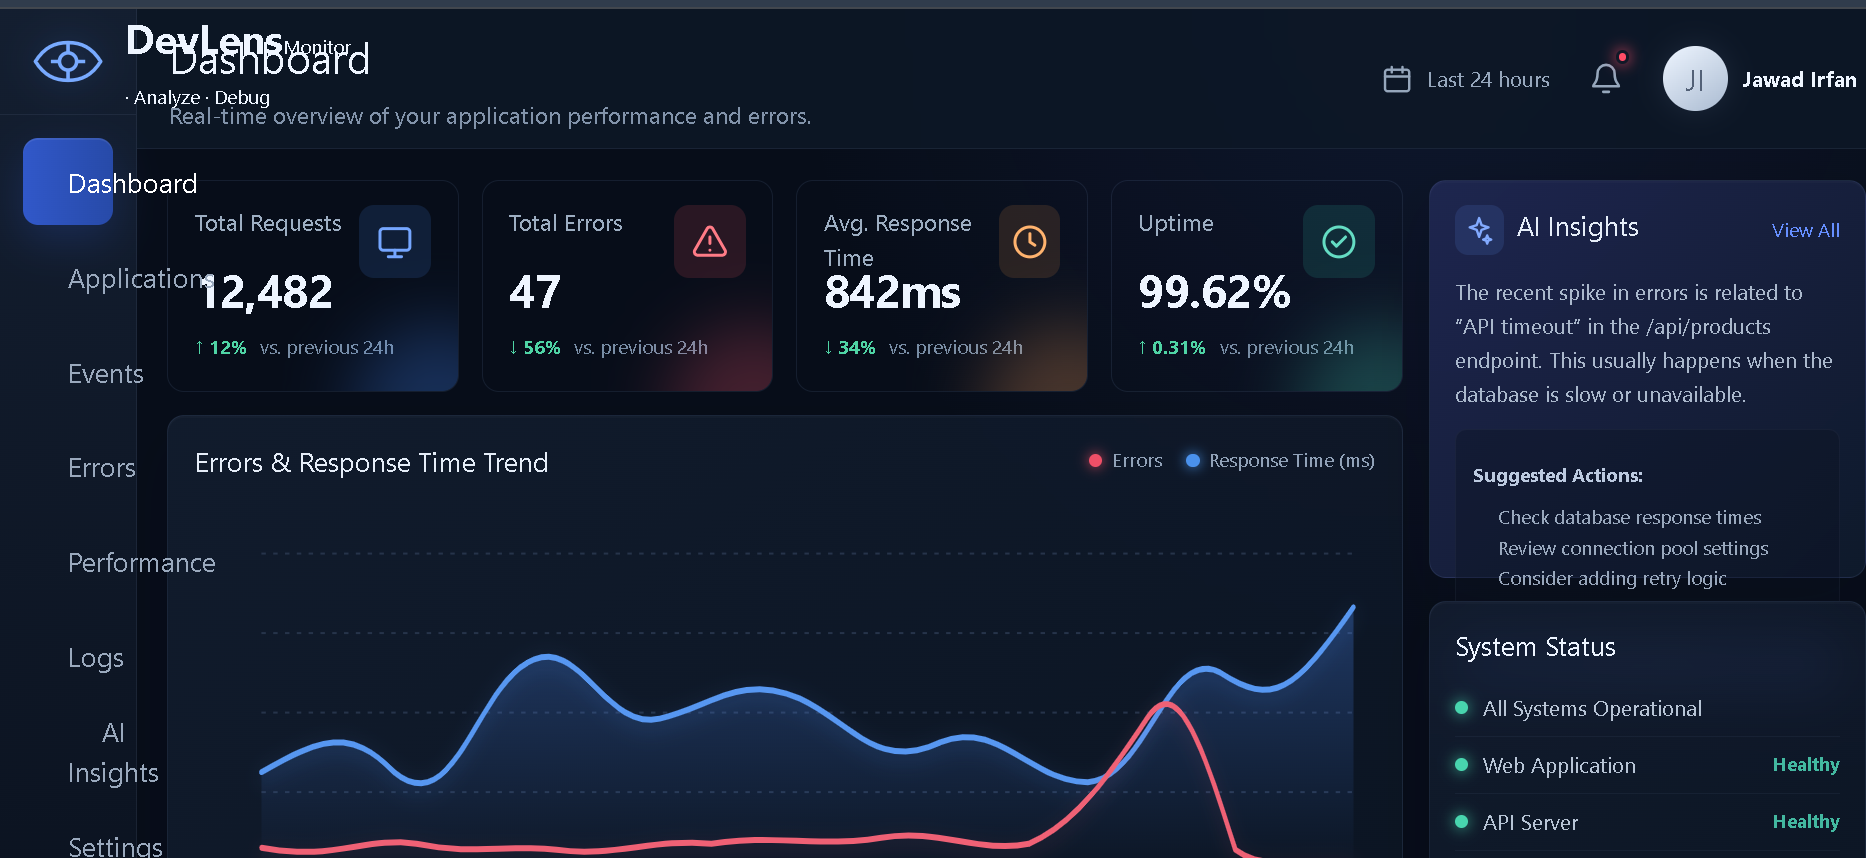 DevLens Monitor
· Analyze · Debug
Dashboard
Real-time overview of your application performance and errors.
Last 24 hours
JI
Jawad Irfan
Dashboard
Applications
Events
Errors
Performance
Logs
AI
Insights
Settings
Total Requests
12,482
↑ 12% vs. previous 24h
Total Errors
47
↓ 56% vs. previous 24h
Avg. Response
Time
842ms
↓ 34% vs. previous 24h
Uptime
99.62%
↑ 0.31% vs. previous 24h
Errors & Response Time Trend
Errors
Response Time (ms)
AI Insights
View All
The recent spike in errors is related to
"API timeout" in the /api/products
endpoint. This usually happens when the
database is slow or unavailable.
Suggested Actions:
Check database response times
Review connection pool settings
Consider adding retry logic
System Status
All Systems Operational
Web Application Healthy
API Server Healthy